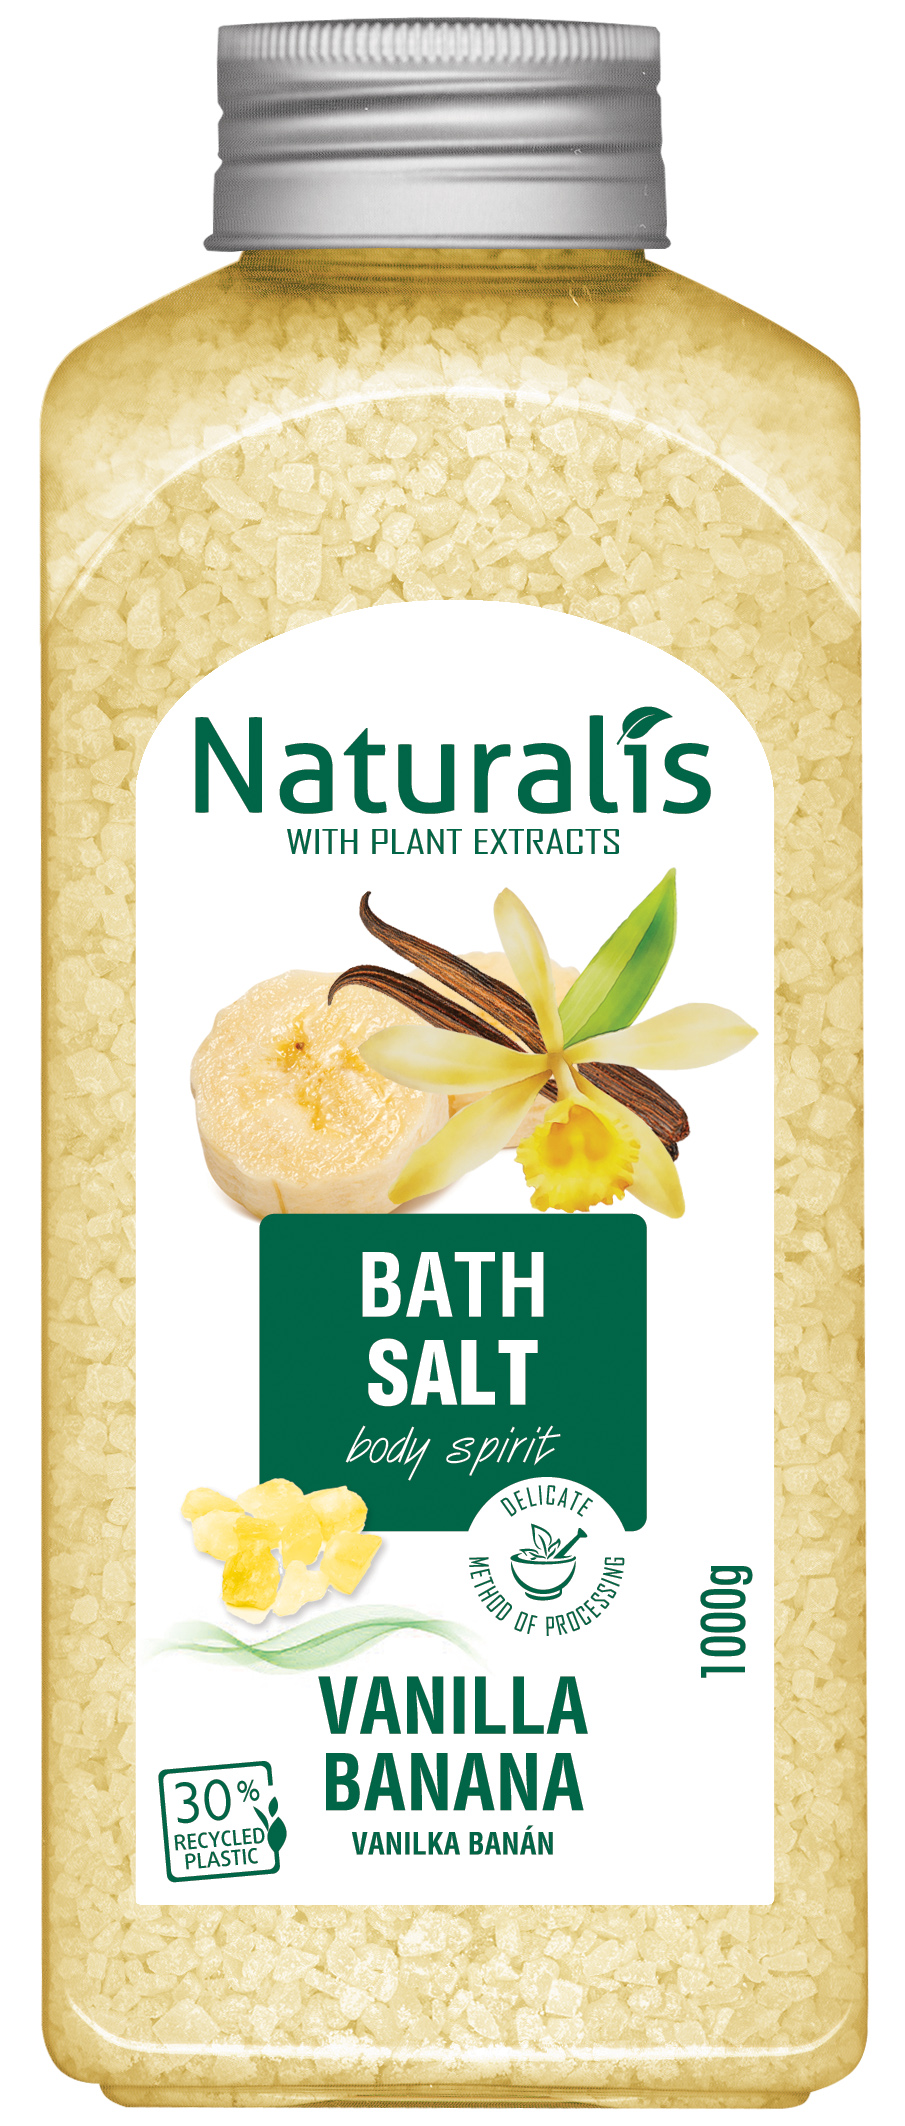 Naturalis
WITH PLANT EXTRACTS
BATH
SALT
body spirit
DELICATE
METHOD OF PROCESSING
1000g
VANILLA
BANANA
VANILKA BANÁN
30%
RECYCLED
PLASTIC